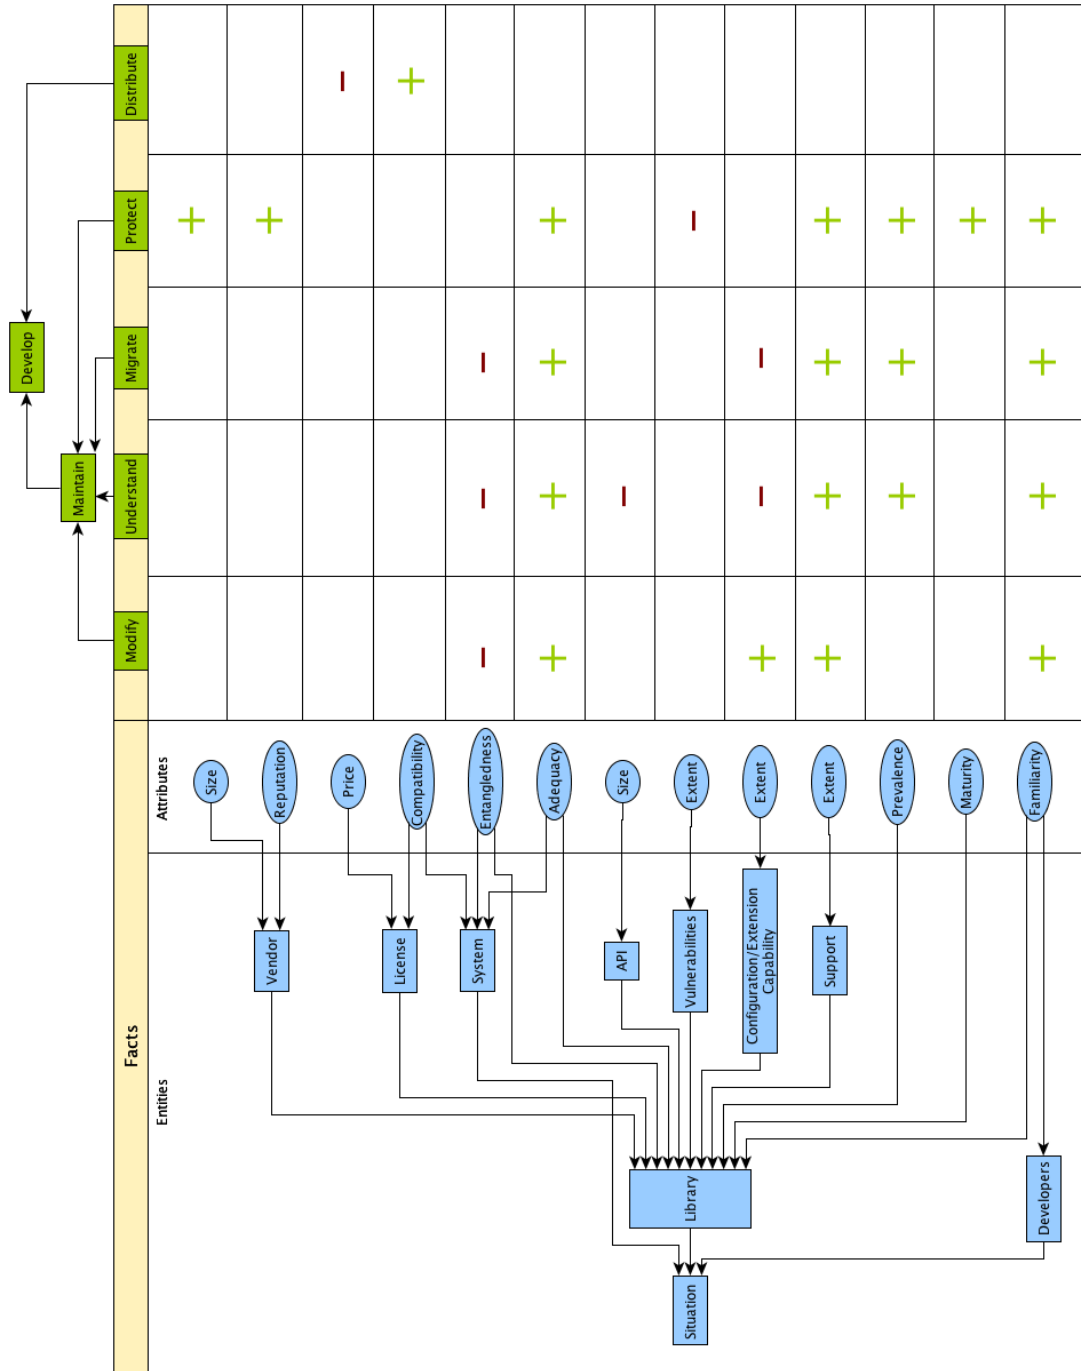 Develop
Maintain
Facts
Modify
Understand
Migrate
Protect
Distribute
Entities
Attributes
Size
Vendor
Reputation
Price
License
Compatibility
System
Entangledness
Adequacy
API
Size
Situation
Library
Vulnerabilities
Extent
Configuration/Extension
Capability
Extent
Support
Extent
Prevalence
Maturity
Developers
Familiarity